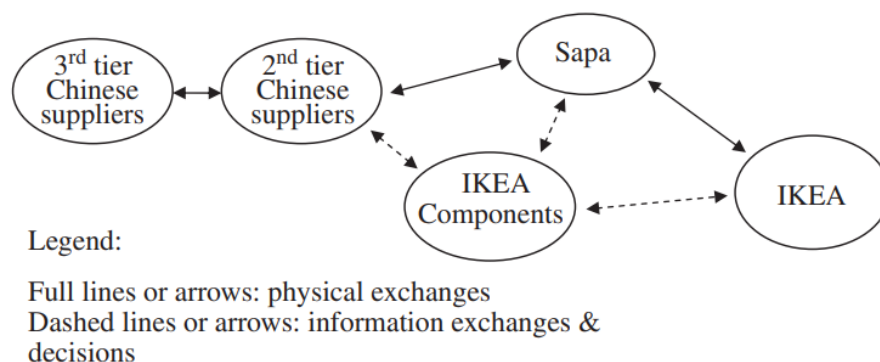 3rd tier
Chinese
suppliers
2nd tier
Chinese
suppliers
Sapa
IKEA
Components
IKEA
Legend:
Full lines or arrows: physical exchanges
Dashed lines or arrows: information exchanges &
decisions